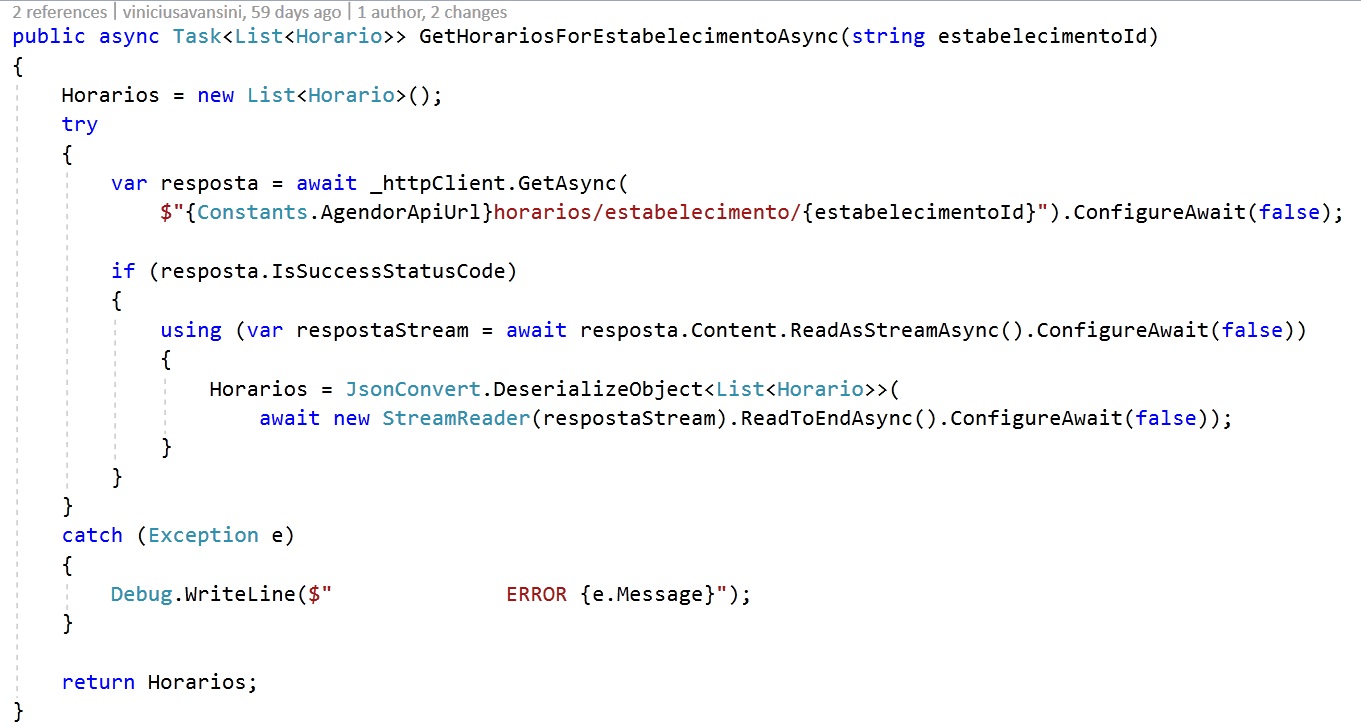 2 references | viniciusavansini, 59 days ago | 1 author, 2 changes
public async Task<List<Horario>> GetHorariosForEstabelecimentoAsync(string estabelecimentoId)
{
    Horarios = new List<Horario>();
    try
    {
        var resposta = await _httpClient.GetAsync(
            $"{Constants.AgendorApiUrl}horarios/estabelecimento/{estabelecimentoId}").ConfigureAwait(false);

        if (resposta.IsSuccessStatusCode)
        {
            using (var respostaStream = await resposta.Content.ReadAsStreamAsync().ConfigureAwait(false))
            {
                Horarios = JsonConvert.DeserializeObject<List<Horario>>(
                    await new StreamReader(respostaStream).ReadToEndAsync().ConfigureAwait(false));
            }
        }
    }
    catch (Exception e)
    {
        Debug.WriteLine($"              ERROR {e.Message}");
    }

    return Horarios;
}